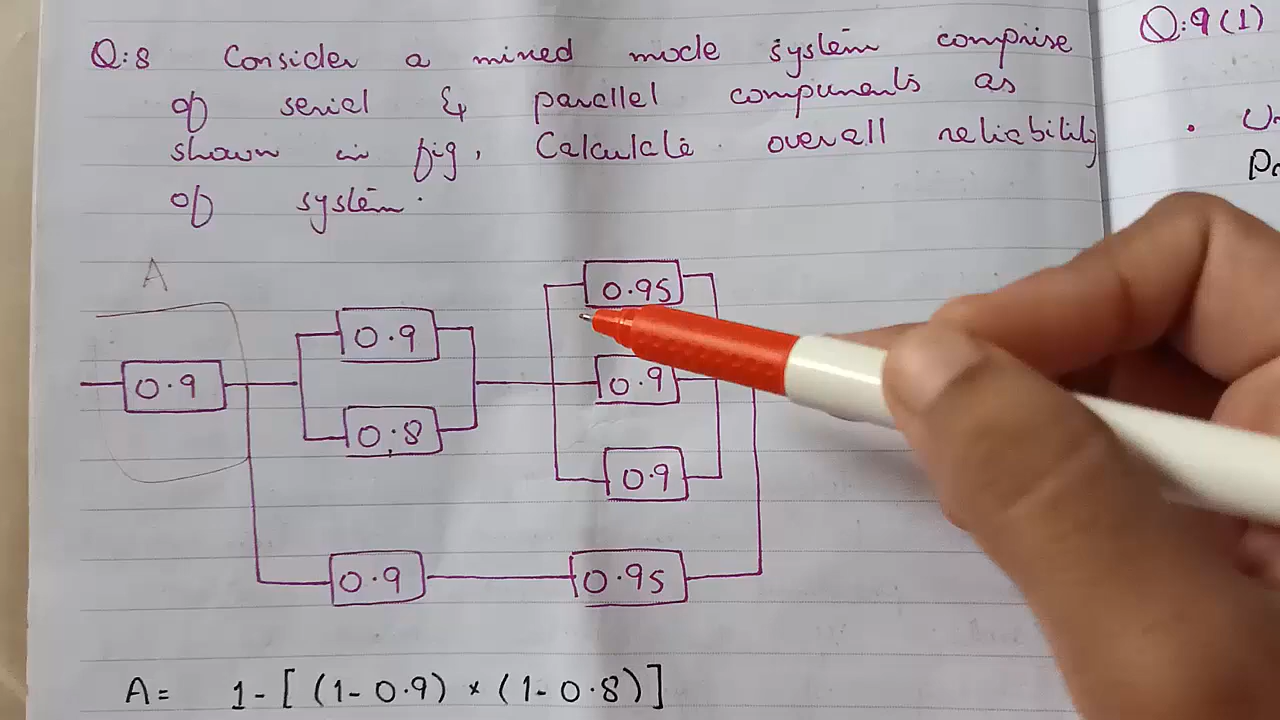 Q:8 Consider a mixed mode system comprise
of serial & parallel components as
shown in fig, Calculate overall reliability
of system.
Q:9(1)
A
0.95
0.9
0.9
0.9
0.8
0.9
0.9
0.95
A= 1-[(1-0.9) × (1-0.8)]